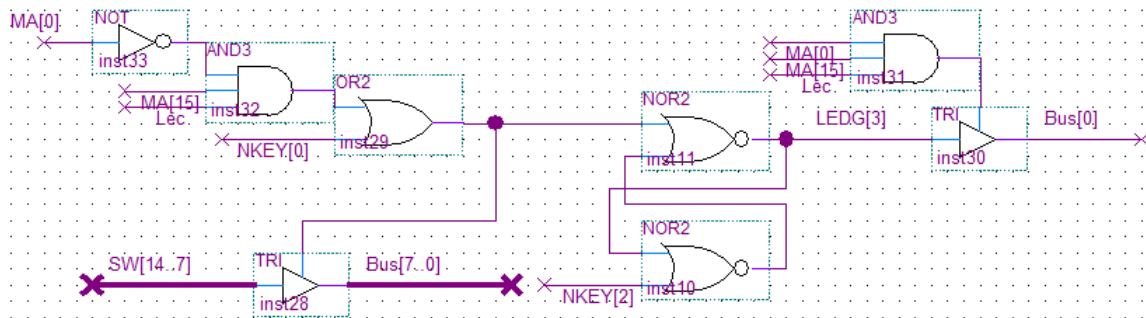 MA[0]
NOT
inst33
AND3
MA[15]
Lec
inst32
NKEY[0]
OR2
inst29
SW[14..7]
TRI
inst28
Bus[7..0]
NOR2
inst11
NOR2
inst10
NKEY[2]
AND3
MA[0]
MA[15]
Lec
inst31
LEDG[3]
TRI
inst30
Bus[0]